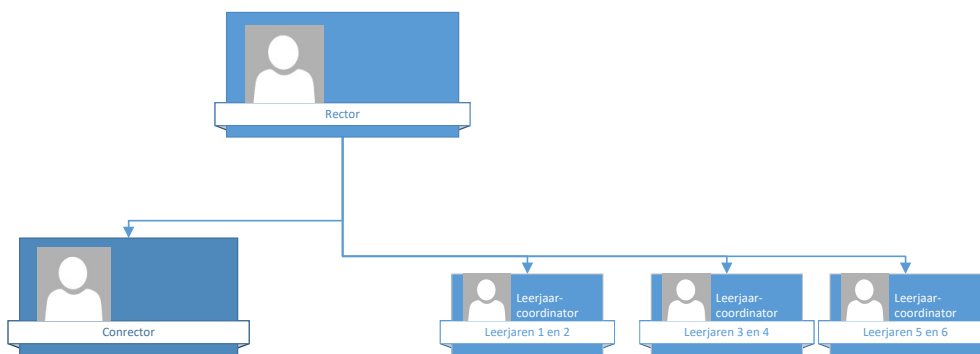 Rector
Conrector
Leerjaar-
coordinator
Leerjaren 1 en 2
Leerjaar-
coordinator
Leerjaren 3 en 4
Leerjaar-
coordinator
Leerjaren 5 en 6